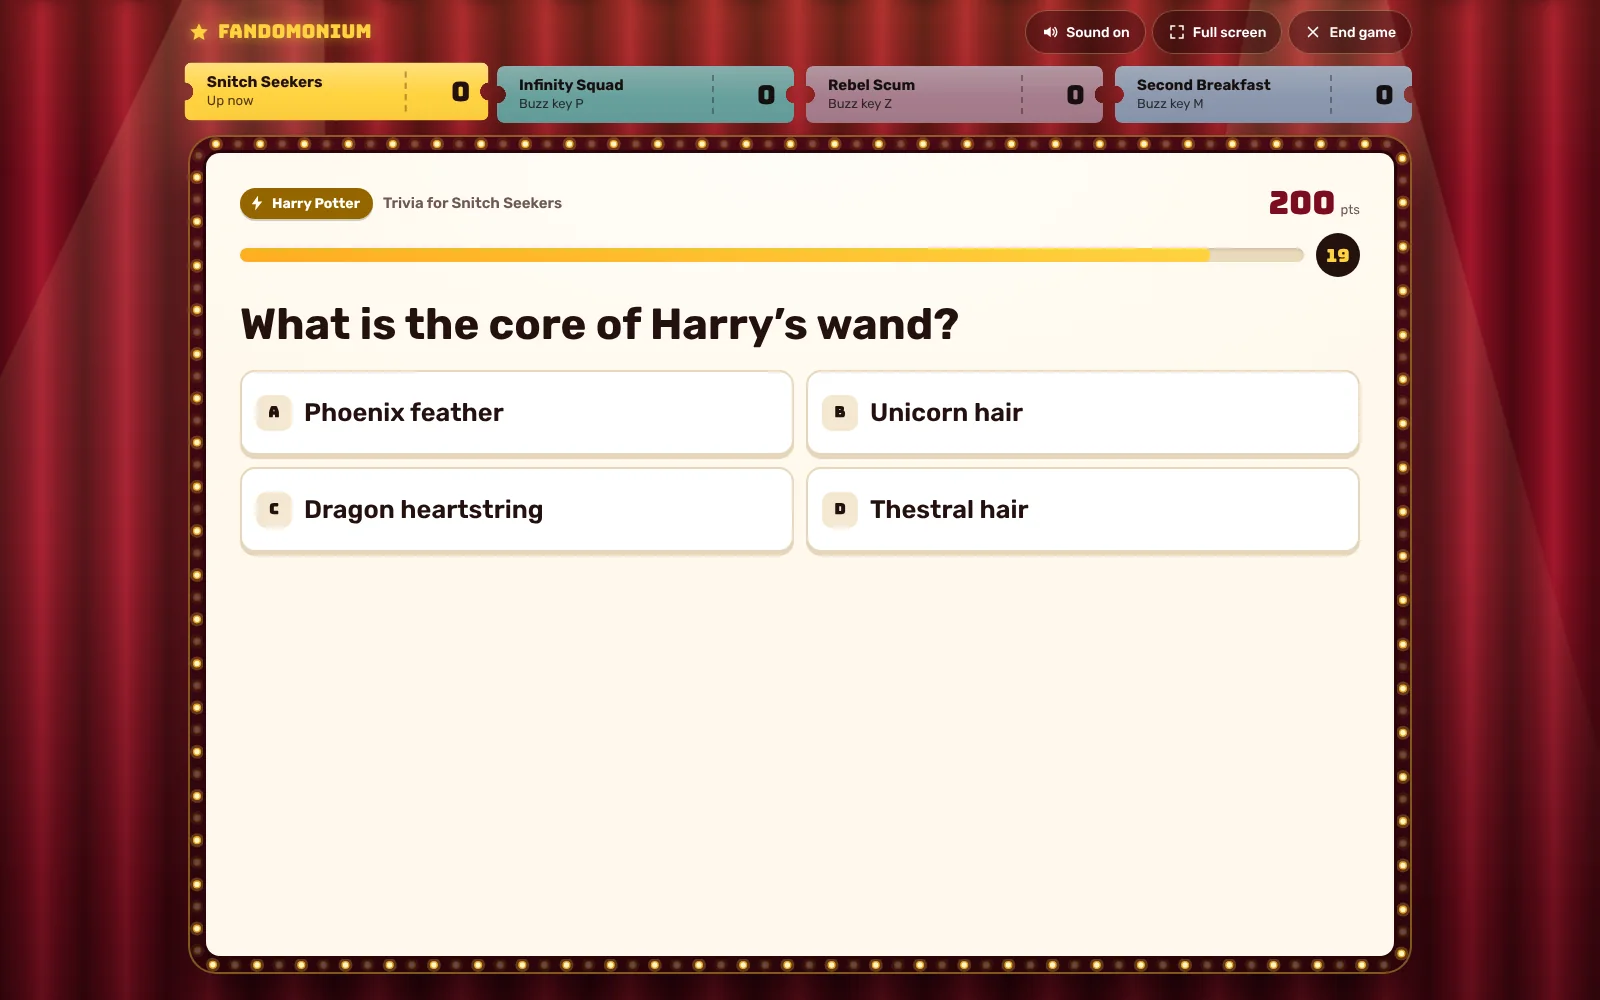 FANDOMONIUM
Sound on
Full screen
End game
Snitch Seekers
Up now
0
Infinity Squad
Buzz key P
0
Rebel Scum
Buzz key Z
0
Second Breakfast
Buzz key M
0
Harry Potter
Trivia for Snitch Seekers
200 pts
19
What is the core of Harry’s wand?
A Phoenix feather
B Unicorn hair
C Dragon heartstring
D Thestral hair